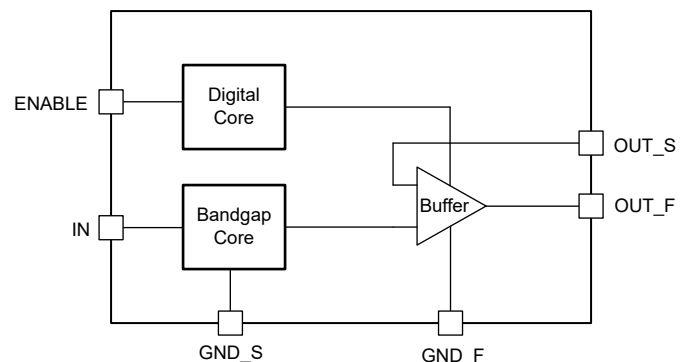 ENABLE
Digital
Core
OUT_S
Buffer
OUT_F
IN
Bandgap
Core
GND_S
GND_F